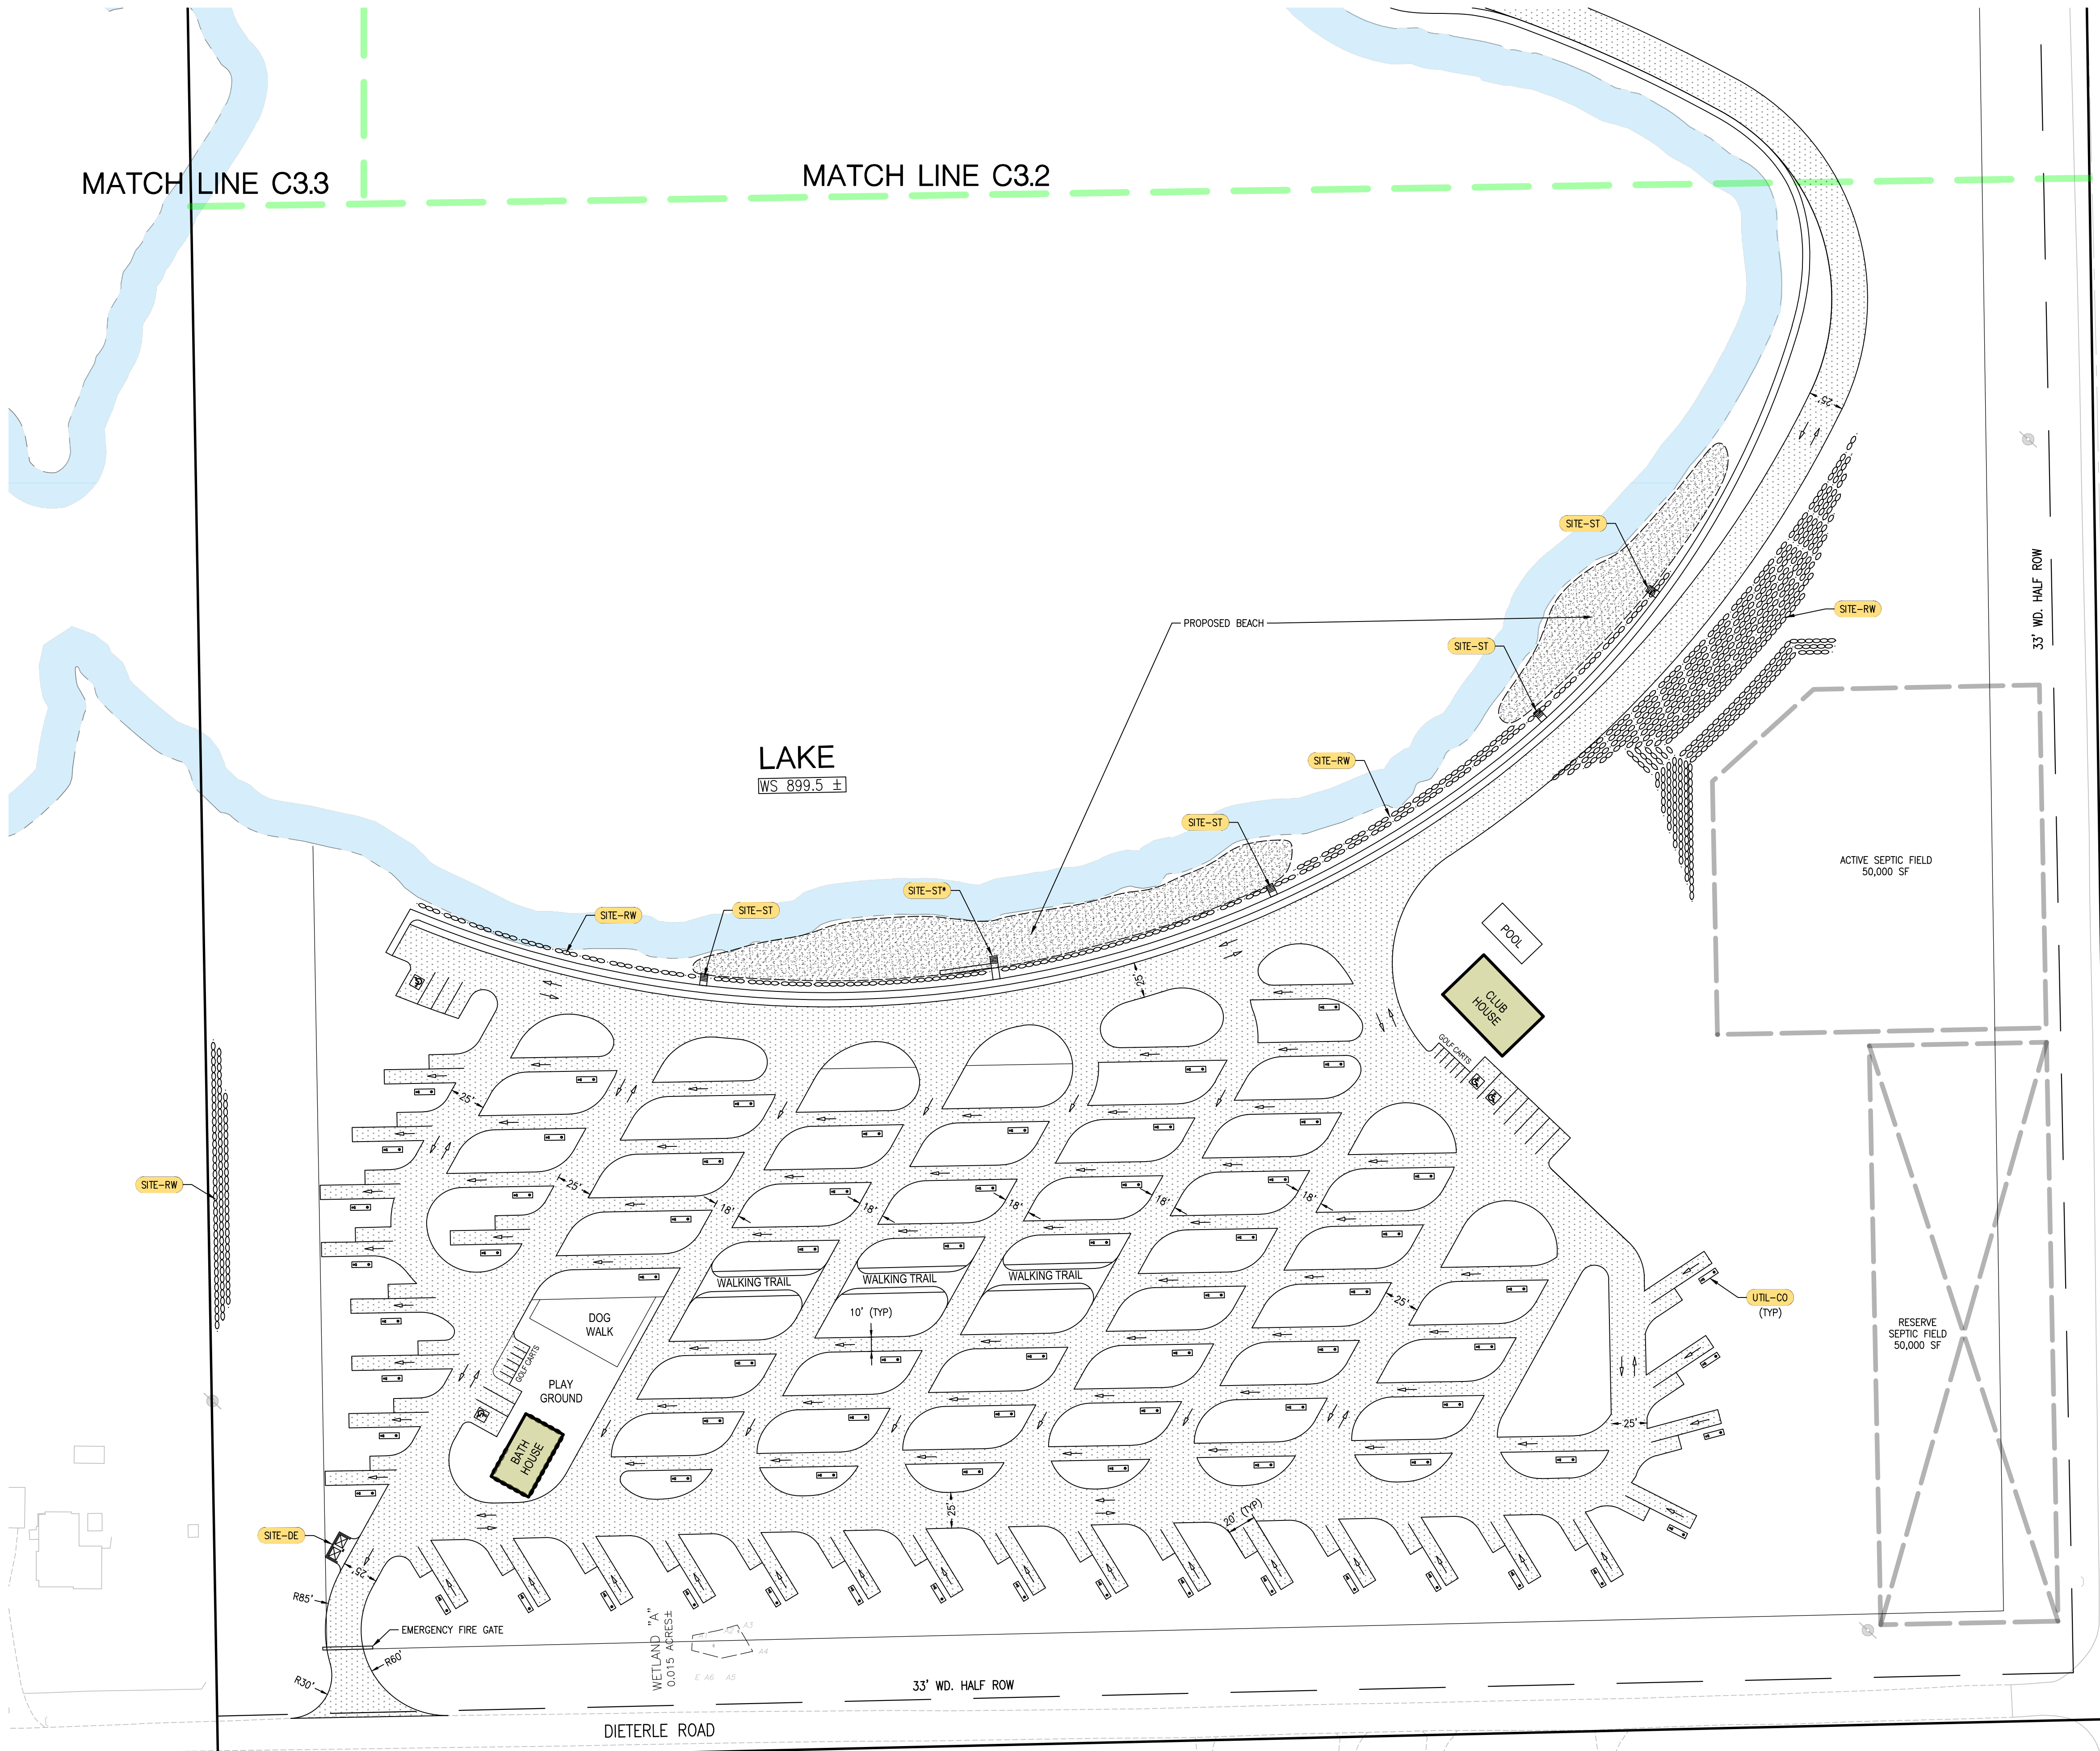 MATCH LINE C3.3
MATCH LINE C3.2
25'
SITE-ST
33' WD. HALF ROW
SITE-RW
PROPOSED BEACH
SITE-ST
LAKE
WS 899.5 ±
SITE-RW
SITE-ST
ACTIVE SEPTIC FIELD
50,000 SF
SITE-ST*
SITE-ST
SITE-RW
POOL
25'
CLUB
HOUSE
GOLF CARTS
25'
SITE-RW
25'
18'
18'
18'
18'
WALKING TRAIL
WALKING TRAIL
WALKING TRAIL
UTIL-CO
(TYP)
10' (TYP)
25'
DOG
WALK
RESERVE
SEPTIC FIELD
50,000 SF
GOLF CARTS
PLAY
GROUND
25'
BATH
HOUSE
25'
20' (TYP)
SITE-DE
25'
R85'
EMERGENCY FIRE GATE
WETLAND "A"
0.015 ACRES±
A2
A3
A4
R60'
E A6 A5
R30'
33' WD. HALF ROW
DIETERLE ROAD